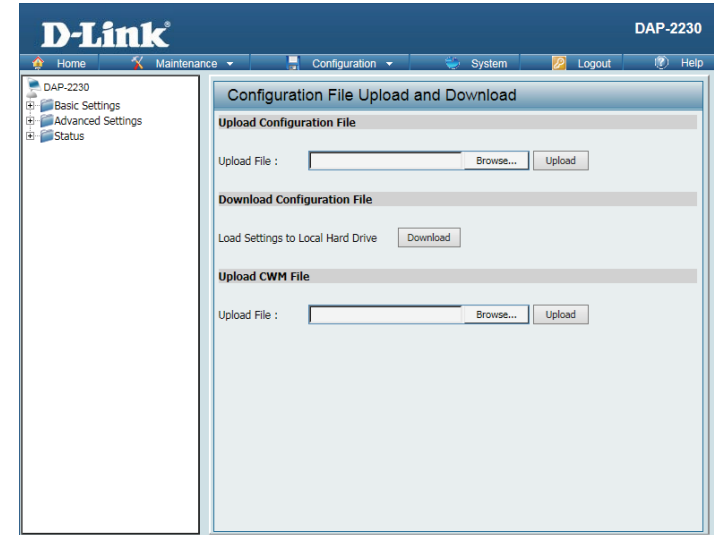 D-Link®
DAP-2230
Home Maintenance Configuration System Logout Help
DAP-2230
Basic Settings
Advanced Settings
Status
Configuration File Upload and Download
Upload Configuration File
Upload File : Browse... Upload
Download Configuration File
Load Settings to Local Hard Drive Download
Upload CWM File
Upload File : Browse... Upload